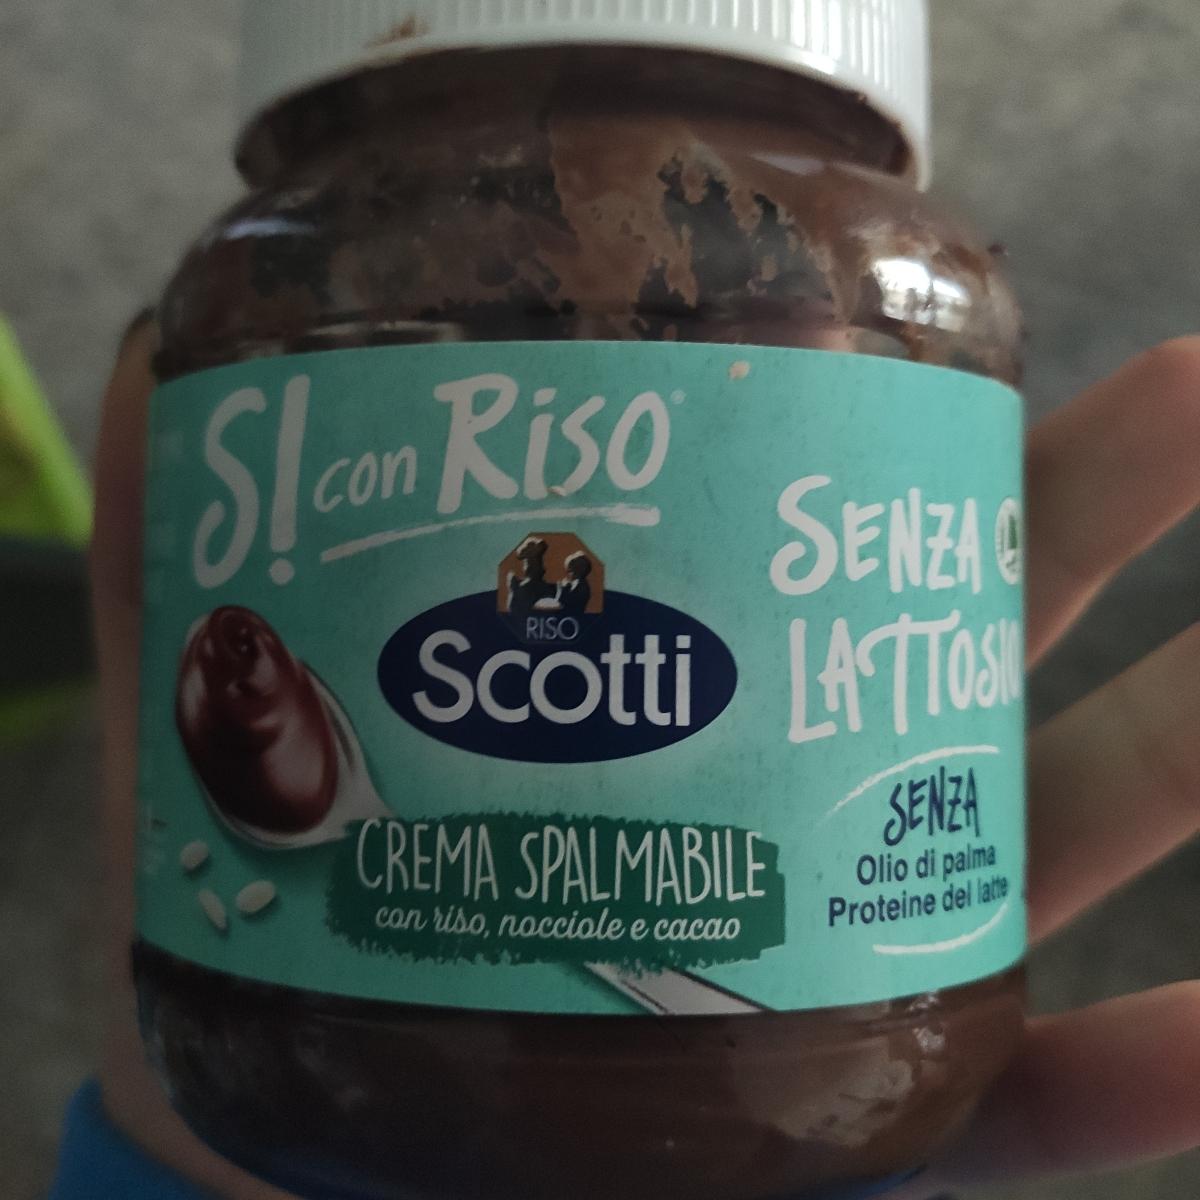 S! con Riso®
RISO
Scotti
CREMA SPALMABILE
con riso, nocciole e cacao
SENZA
LATTOSIO
SENZA
Olio di palma
Proteine del latte